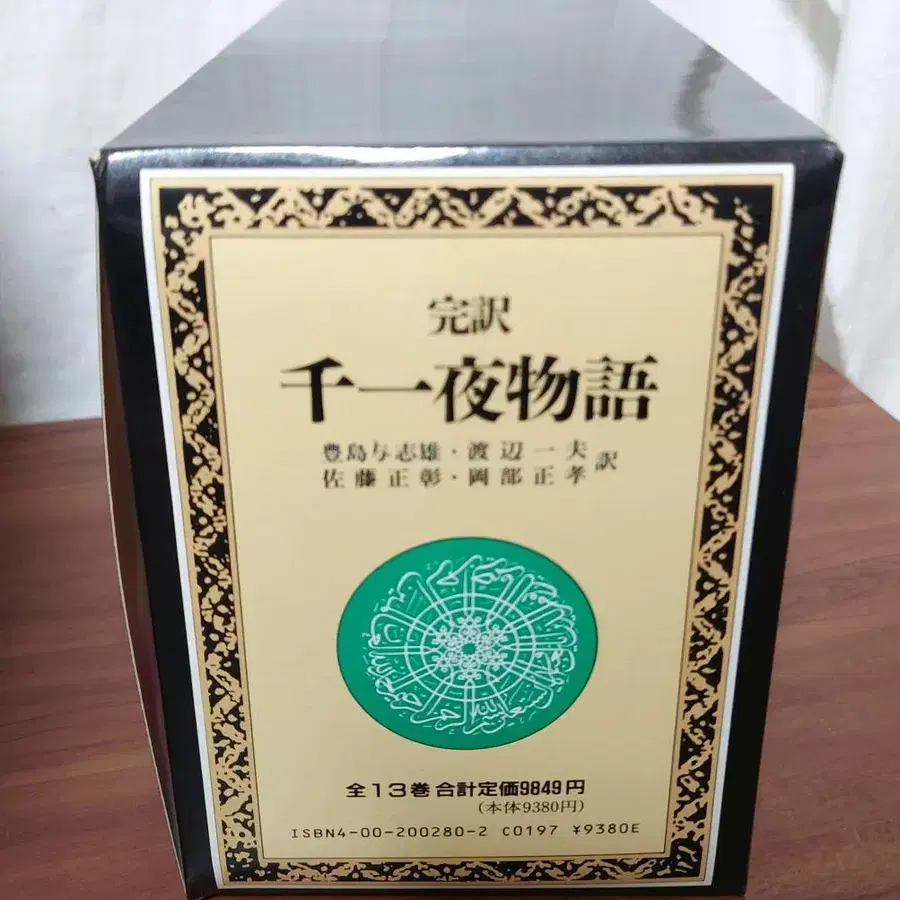 完訳
千一夜物語
豊島与志雄・渡辺一夫
佐藤正彰・岡部正孝 訳
全13巻 合計定価9849円
(本体9380円)
ISBN4-00-200280-2 C0197 ¥9380E